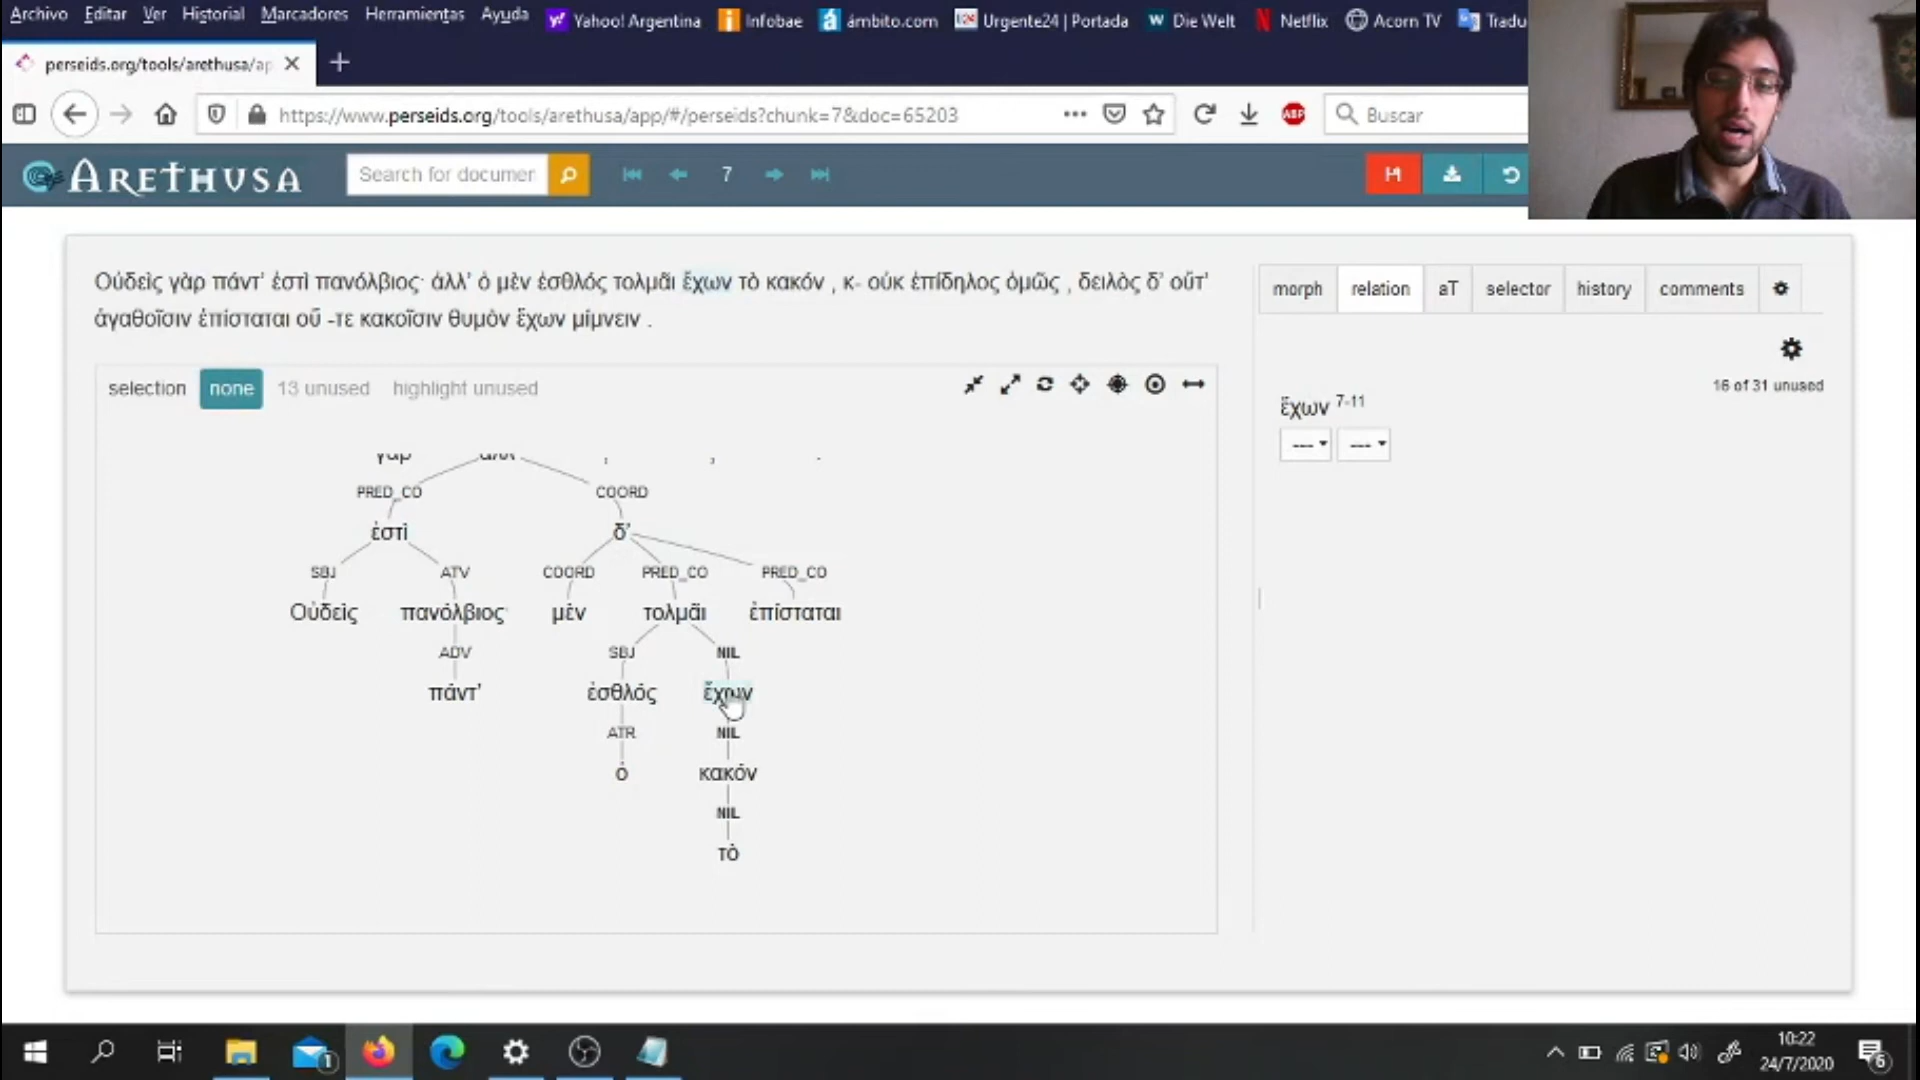 Archivo Editar Ver Historial Marcadores Herramientas Ayuda Yahoo! Argentina Infobae ámbito.com Urgente24 | Portada Die Welt Netflix Acorn TV Tradu
perseids.org/tools/arethusa/ap
https://www.perseids.org/tools/arethusa/app/#/perseids?chunk=7&doc=65203 ABP Buscar
ARETHUSA Search for documen 7
Οὐδεὶς γὰρ πάντ' ἐστὶ πανόλβιος· ἀλλ' ὁ μὲν ἐσθλός τολμᾶι ἔχων τὸ κακόν , κ- οὐκ ἐπίδηλος ὁμῶς , δειλὸς δ' οὔτ'
ἀγαθοῖσιν ἐπίσταται οὔ -τε κακοῖσιν θυμὸν ἔχων μίμνειν .
morph relation aT selector history comments
selection none 13 unused highlight unused
16 of 31 unused
ἔχων 7-11
--- ---
, , .
PRED_CO COORD
ἐστὶ δ'
SBJ ATV COORD PRED_CO PRED_CO
Οὐδεὶς πανόλβιος· μὲν τολμᾶι ἐπίσταται
ADV SBJ NIL
πάντ' ἐσθλός ἔχων
ATR NIL
ὁ κακόν
NIL
τὸ
1
10:22
24/7/2020
6